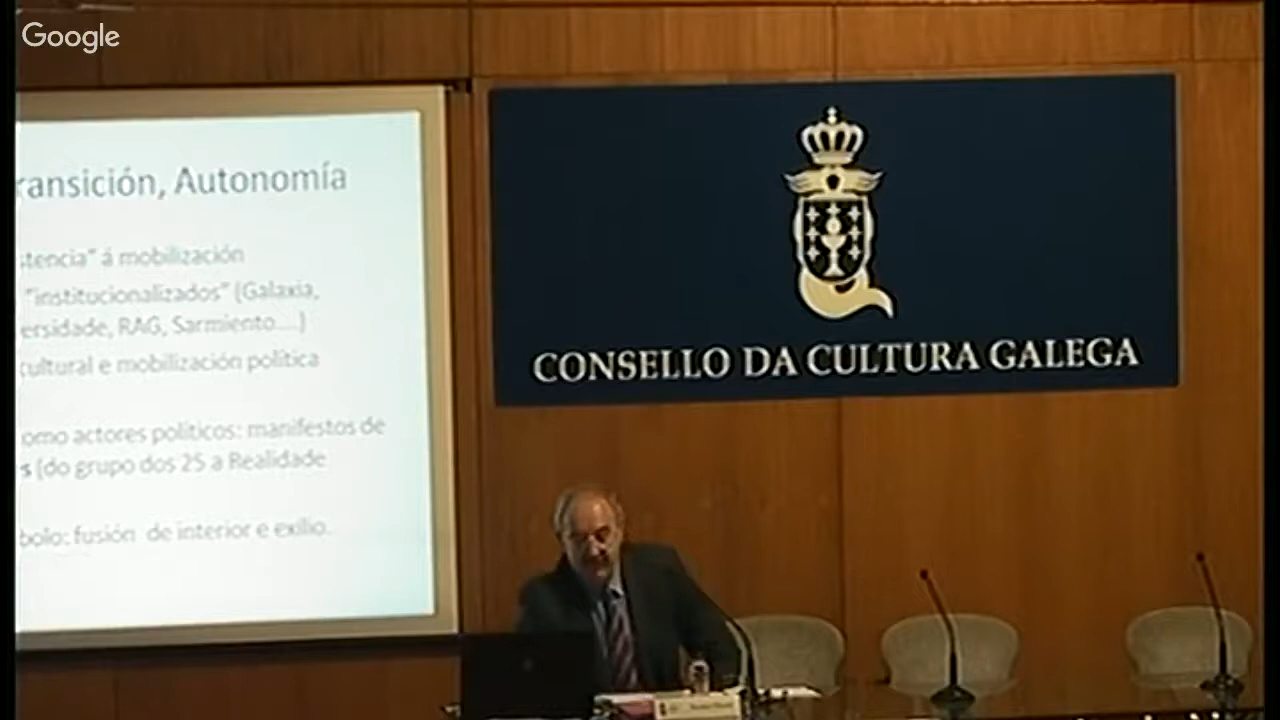 Google
ransición, Autonomía
stencia" á mobilización
"institucionalizados" (Galaxia,
ersidade, RAG, Sarmiento....)
cultural e mobilización política
omo actores políticos: manifestos de
s (do grupo dos 25 a Realidade
bolo: fusión de interior e exilio.
CONSELLO DA CULTURA GALEGA